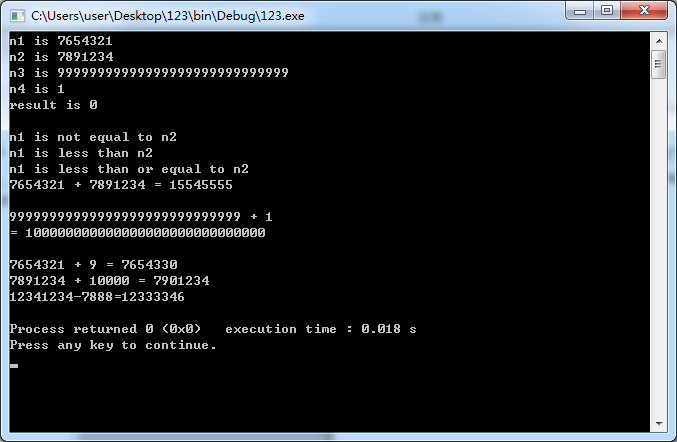 C:\Users\user\Desktop\123\bin\Debug\123.exe
n1 is 7654321
n2 is 7891234
n3 is 99999999999999999999999999999
n4 is 1
result is 0
n1 is not equal to n2
n1 is less than n2
n1 is less than or equal to n2
7654321 + 7891234 = 15545555
99999999999999999999999999999 + 1
= 100000000000000000000000000000
7654321 + 9 = 7654330
7891234 + 10000 = 7901234
12341234-7888=12333346
Process returned 0 (0x0)   execution time : 0.018 s
Press any key to continue.